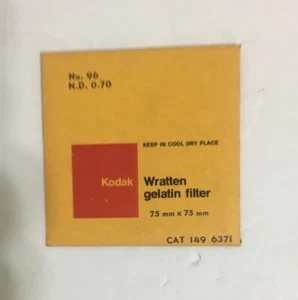 No. 96
N.D. 0.70
KEEP IN COOL DRY PLACE
Kodak
Wratten
gelatin filter
75 mm x 75 mm
CAT 149 6371